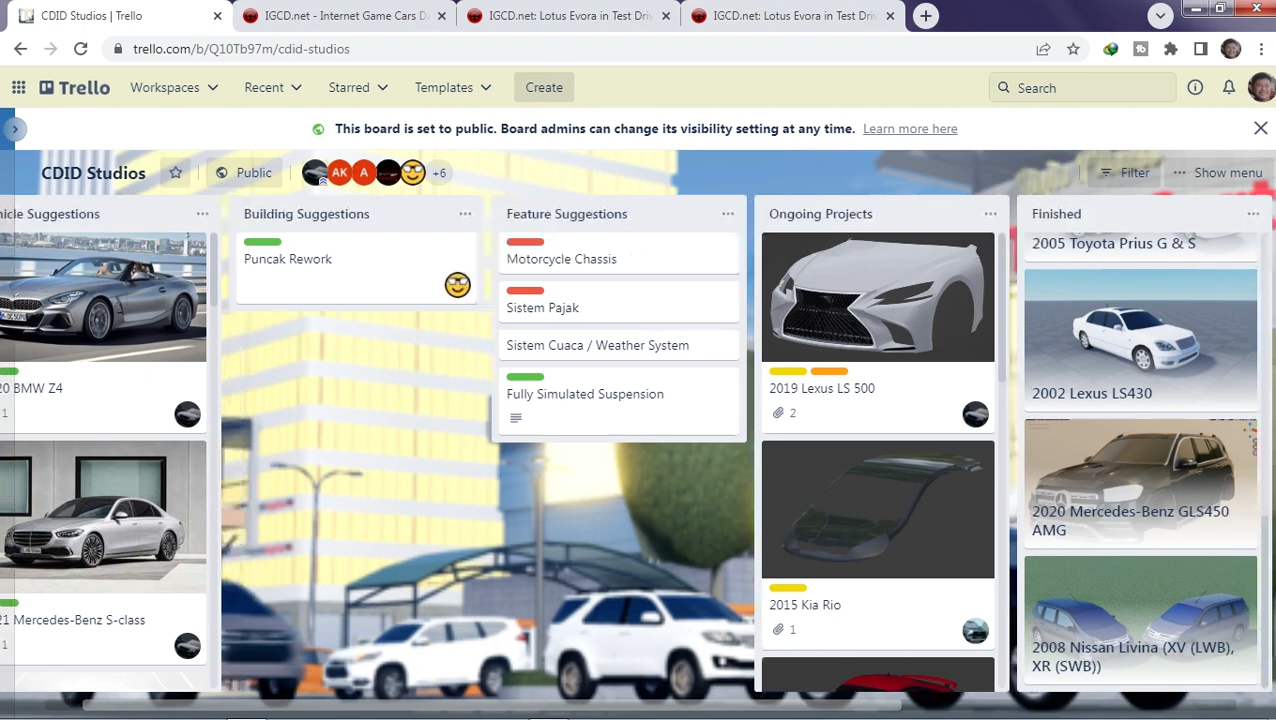 CDID Studios | Trello
IGCD.net - Internet Game Cars D
IGCD.net: Lotus Evora in Test Driv
IGCD.net: Lotus Evora in Test Driv
trello.com/b/Q10Tb97m/cdid-studios
Trello
Workspaces
Recent
Starred
Templates
Create
Search
This board is set to public. Board admins can change its visibility setting at any time. Learn more here
CDID Studios
Public
AK
A
+6
Filter
Show menu
hicle Suggestions
20 BMW Z4
1
21 Mercedes-Benz S-class
1
Building Suggestions
Puncak Rework
Feature Suggestions
Motorcycle Chassis
Sistem Pajak
Sistem Cuaca / Weather System
Fully Simulated Suspension
Ongoing Projects
2019 Lexus LS 500
2
2015 Kia Rio
1
Finished
2005 Toyota Prius G & S
2002 Lexus LS430
2020 Mercedes-Benz GLS450
AMG
2008 Nissan Livina (XV (LWB),
XR (SWB))